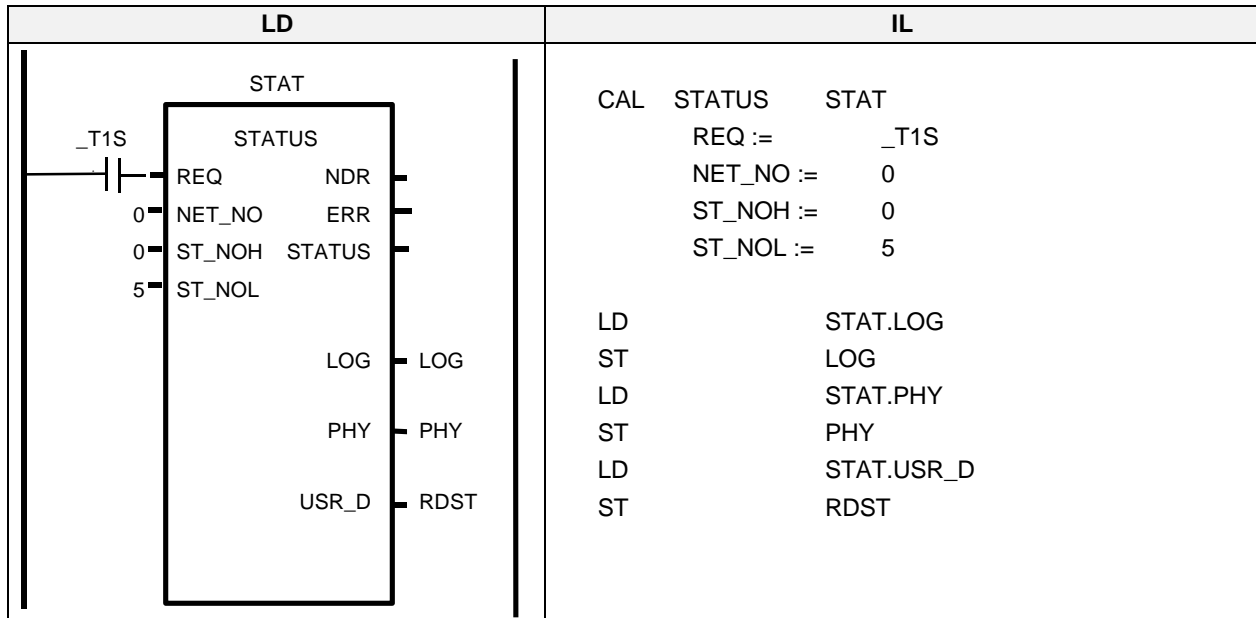 LD
IL
STAT
_T1S
STATUS
REQ NDR
0 NET_NO ERR
0 ST_NOH STATUS
5 ST_NOL
LOG LOG
PHY PHY
USR_D RDST
CAL STATUS STAT
REQ := _T1S
NET_NO := 0
ST_NOH := 0
ST_NOL := 5
LD STAT.LOG
ST LOG
LD STAT.PHY
ST PHY
LD STAT.USR_D
ST RDST